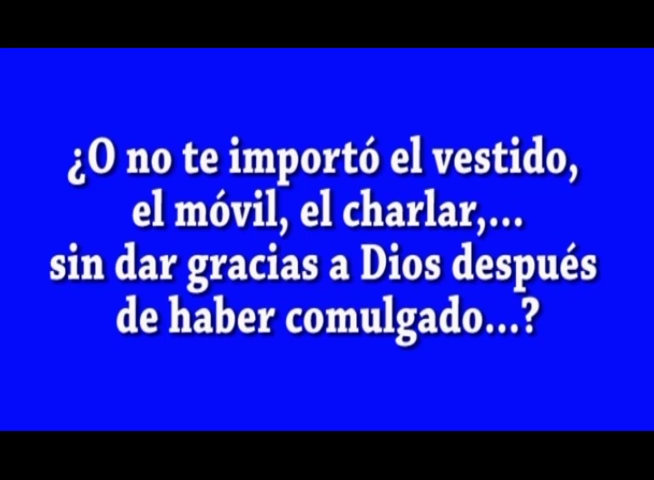 ¿O no te importó el vestido,
el móvil, el charlar,...
sin dar gracias a Dios después
de haber comulgado...?